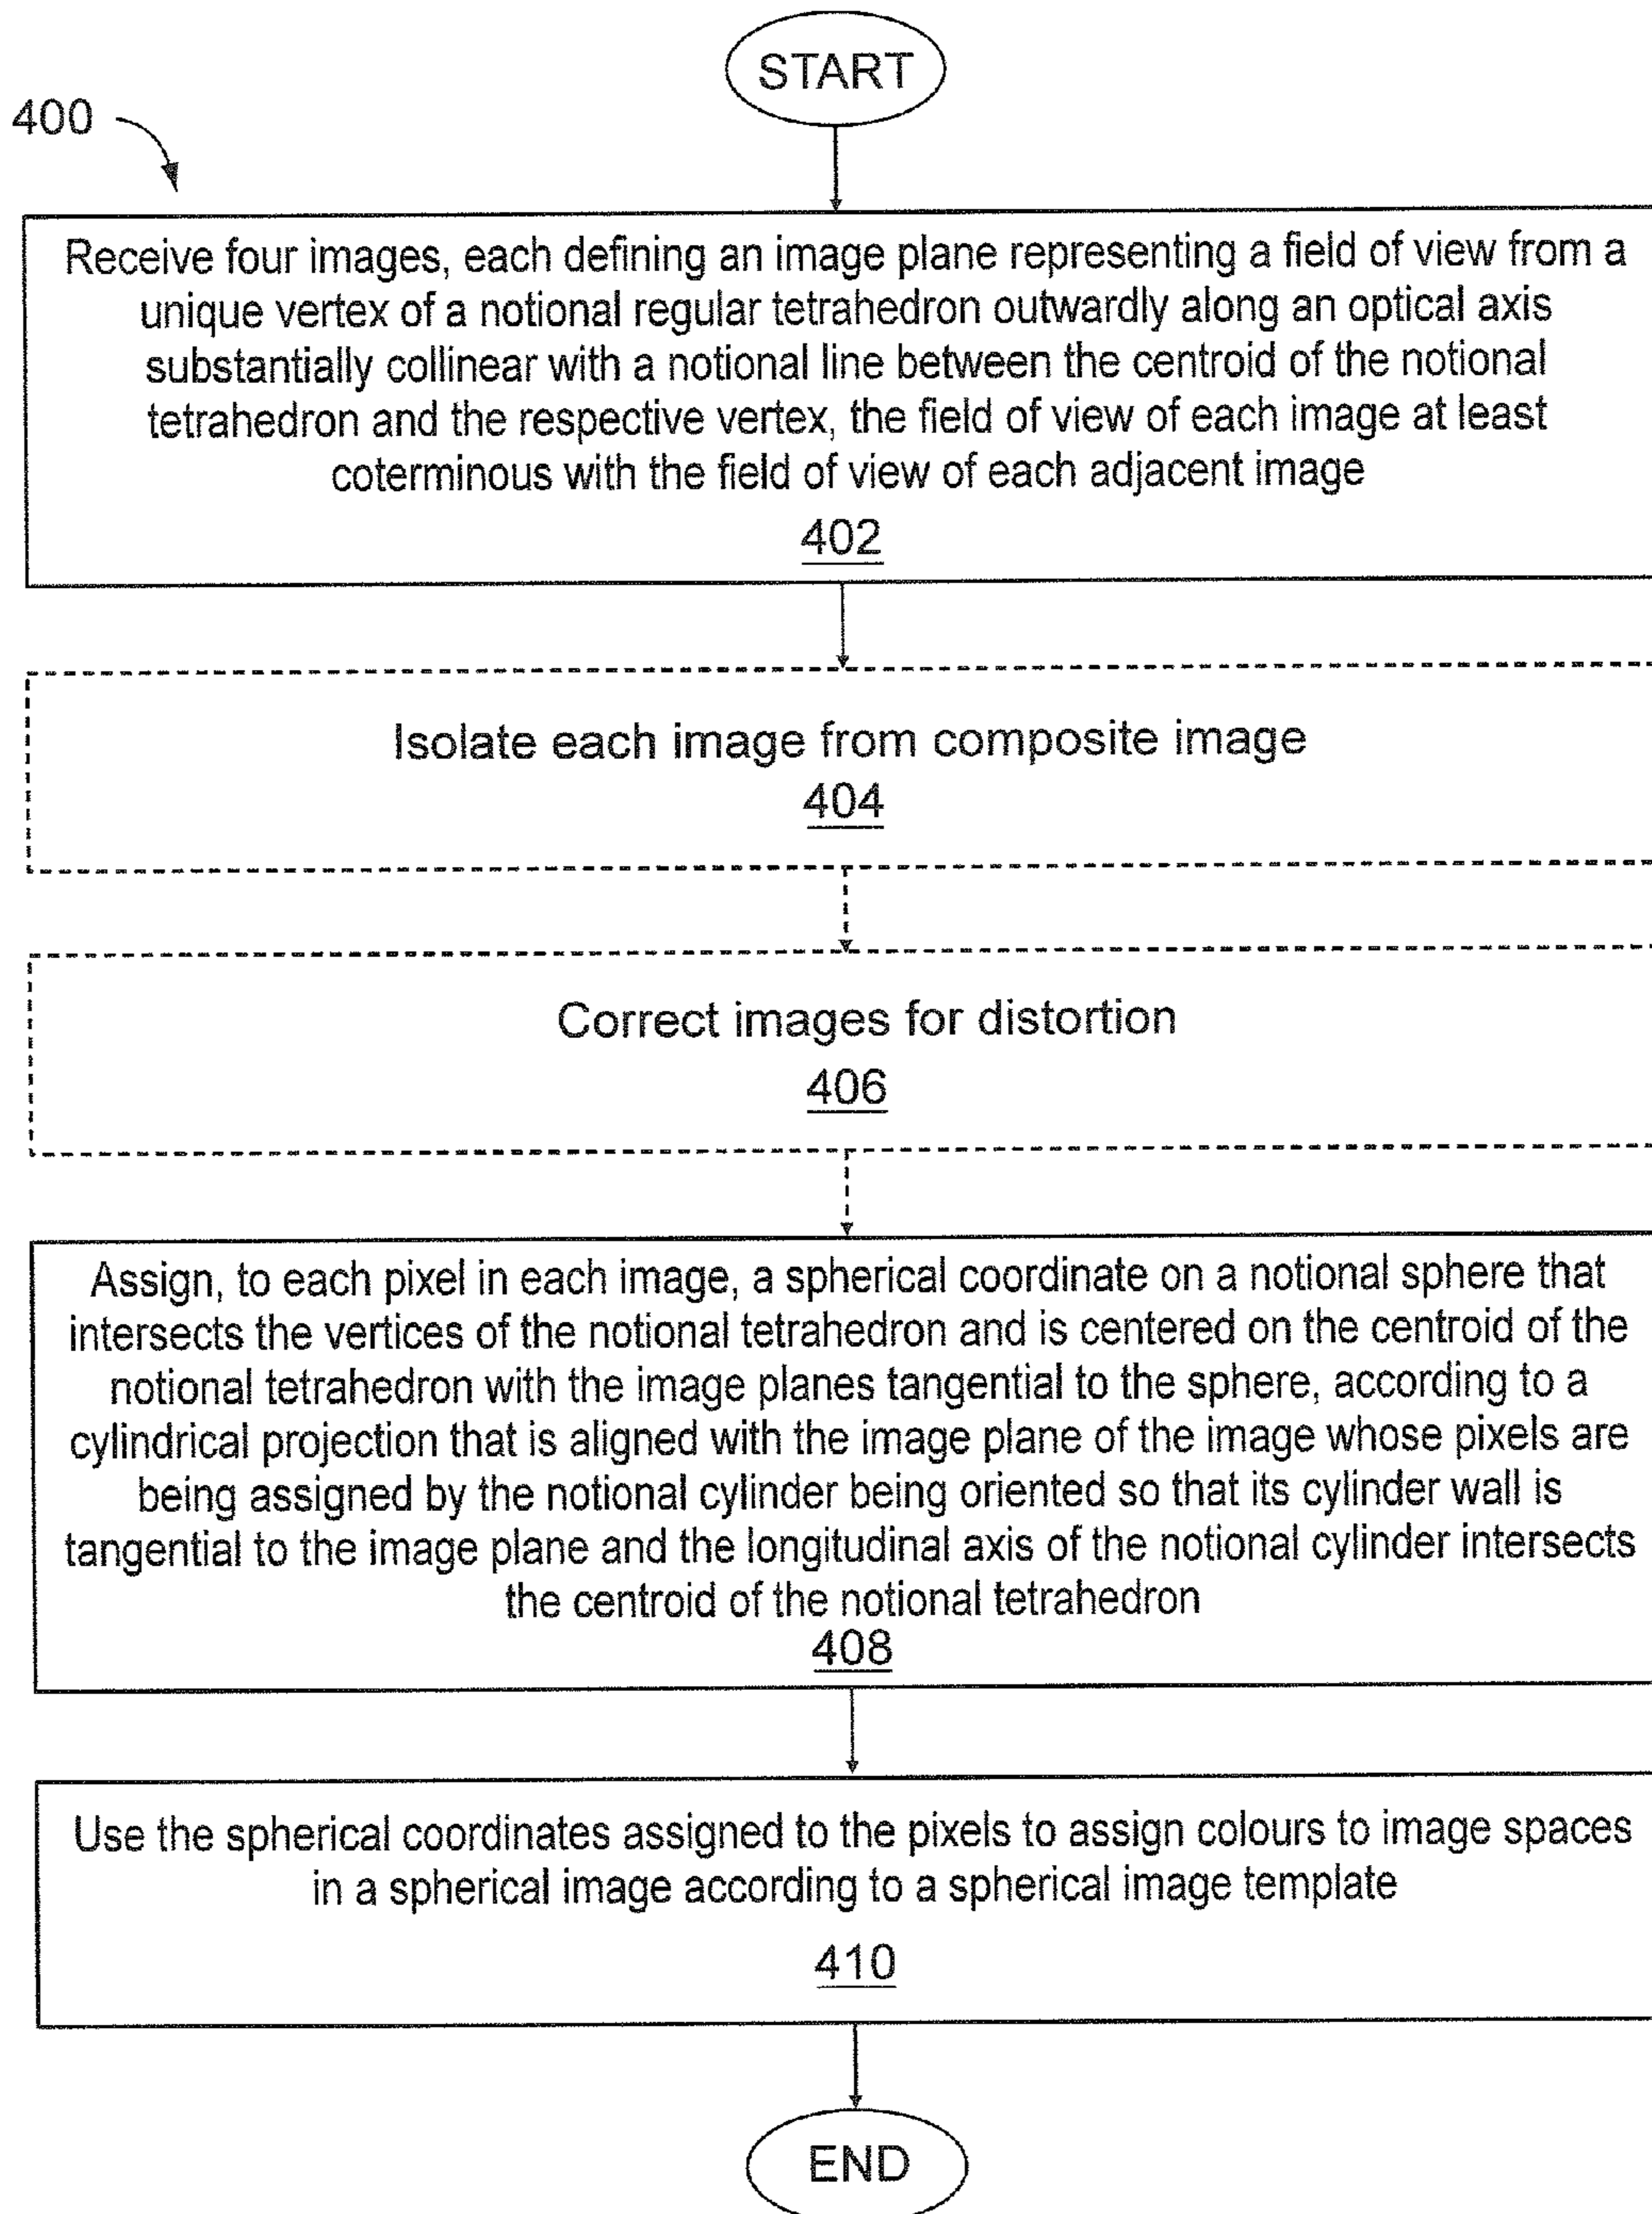 START
400
Receive four images, each defining an image plane representing a field of view from a
unique vertex of a notional regular tetrahedron outwardly along an optical axis
substantially collinear with a notional line between the centroid of the notional
tetrahedron and the respective vertex, the field of view of each image at least
coterminous with the field of view of each adjacent image
402
Isolate each image from composite image
404
Correct images for distortion
406
Assign, to each pixel in each image, a spherical coordinate on a notional sphere that
intersects the vertices of the notional tetrahedron and is centered on the centroid of the
notional tetrahedron with the image planes tangential to the sphere, according to a
cylindrical projection that is aligned with the image plane of the image whose pixels are
being assigned by the notional cylinder being oriented so that its cylinder wall is
tangential to the image plane and the longitudinal axis of the notional cylinder intersects
the centroid of the notional tetrahedron
408
Use the spherical coordinates assigned to the pixels to assign colours to image spaces
in a spherical image according to a spherical image template
410
END